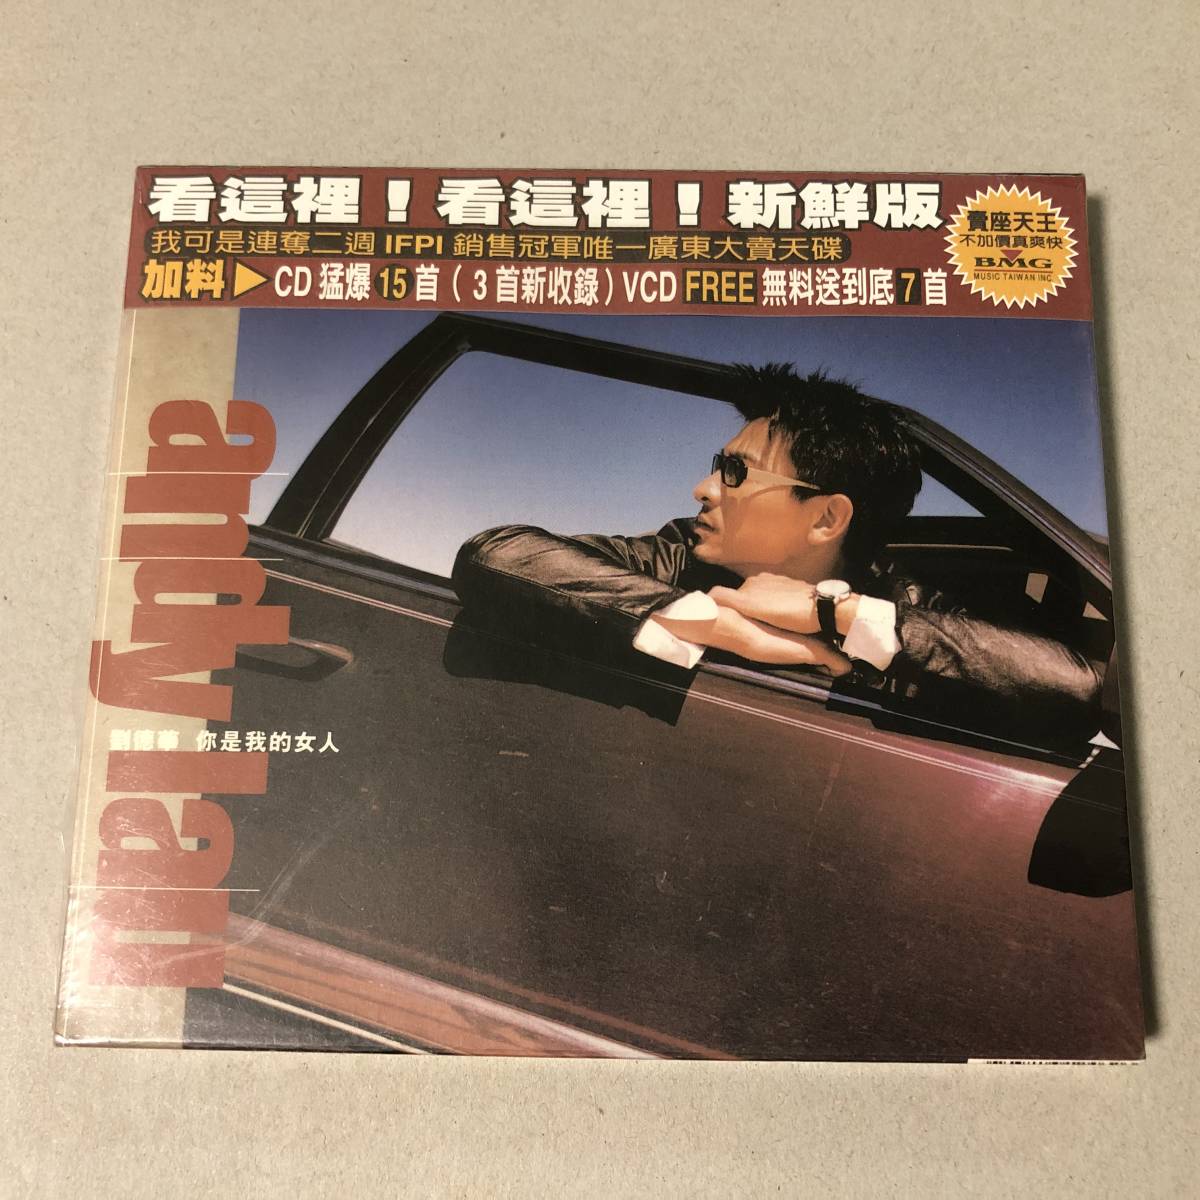 看這裡！看這裡！新鮮版
我可是連奪二週 IFPI 銷售冠軍唯一廣東大賣天碟
加料▶CD 猛爆 15 首 ( 3 首新收錄 ) VCD FREE 無料送到底 7 首
賣座天王
不加價真爽快
BMG
MUSIC TAIWAN INC.
andy lau
劉德華 你是我的女人